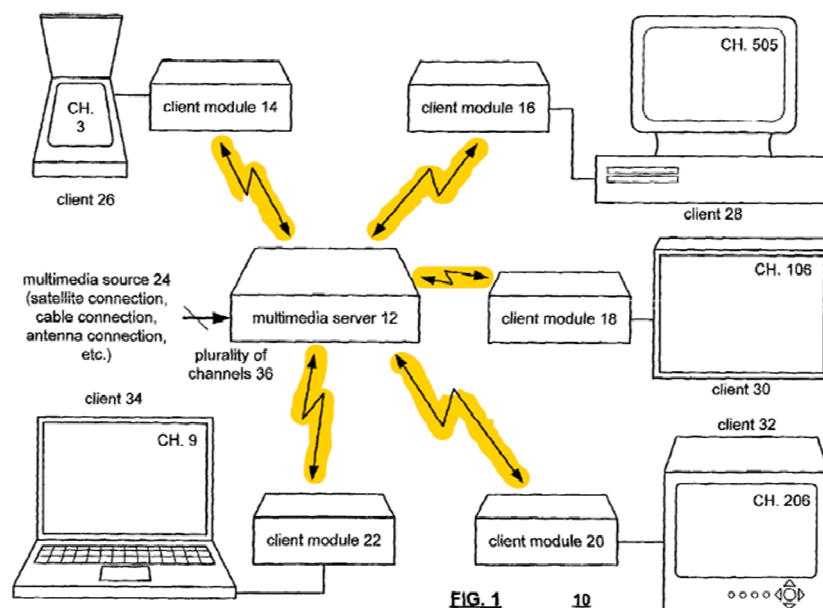 CH.
3
client module 14
client 26
client module 16
CH. 505
client 28
multimedia source 24
(satellite connection,
cable connection,
antenna connection,
etc.)
multimedia server 12
plurality of
channels 36
client module 18
CH. 106
client 30
client 34
CH. 9
client module 22
client module 20
client 32
CH. 206
FIG. 1
10